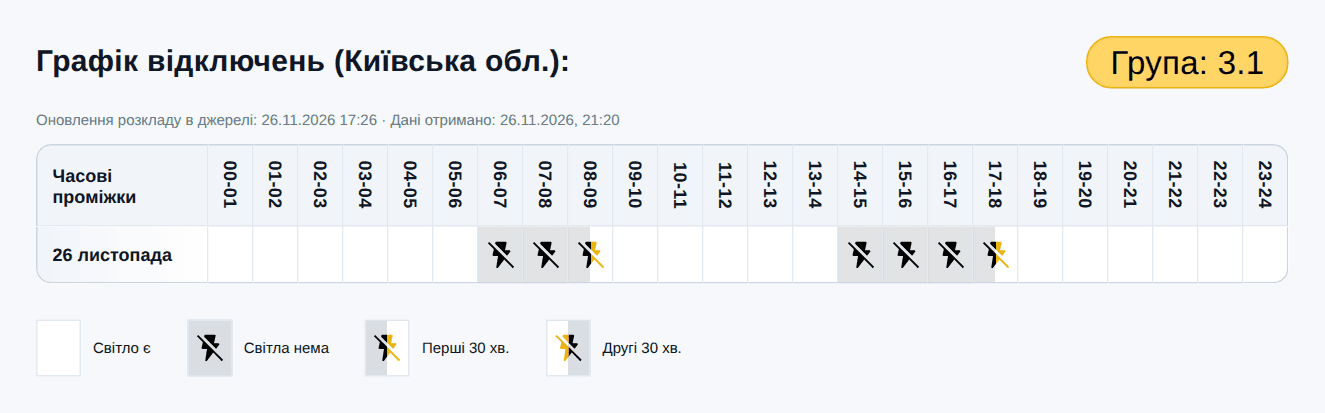 Графік відключень (Київська обл.):
Група: 3.1
Оновлення розкладу в джерелі: 26.11.2026 17:26 · Дані отримано: 26.11.2026, 21:20
Часові
проміжки
00-01
01-02
02-03
03-04
04-05
05-06
06-07
07-08
08-09
09-10
10-11
11-12
12-13
13-14
14-15
15-16
16-17
17-18
18-19
19-20
20-21
21-22
22-23
23-24
26 листопада
Світло є
Світла нема
Перші 30 хв.
Другі 30 хв.